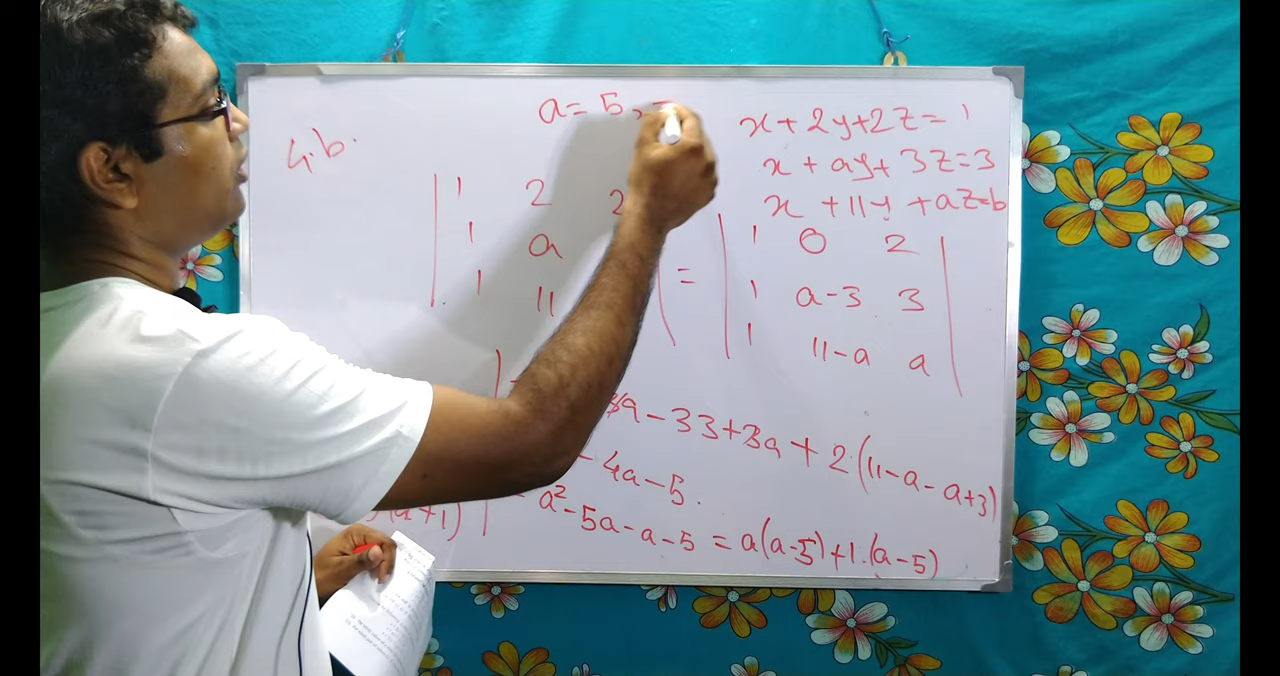 a = 5,
x + 2y + 2z = 1
4.b.
x + ay + 3z = 3
x + 11y + az = b
| 1 2 2
1 a
1 11 | = | 1 0 2 |
1 a-3 3
1 11-a a
3a - 33 + 3a + 2(11 - a - a + 3)
- 4a - 5.
(a+1) | = a² - 5a - a - 5 = a(a-5) + 1.(a-5)